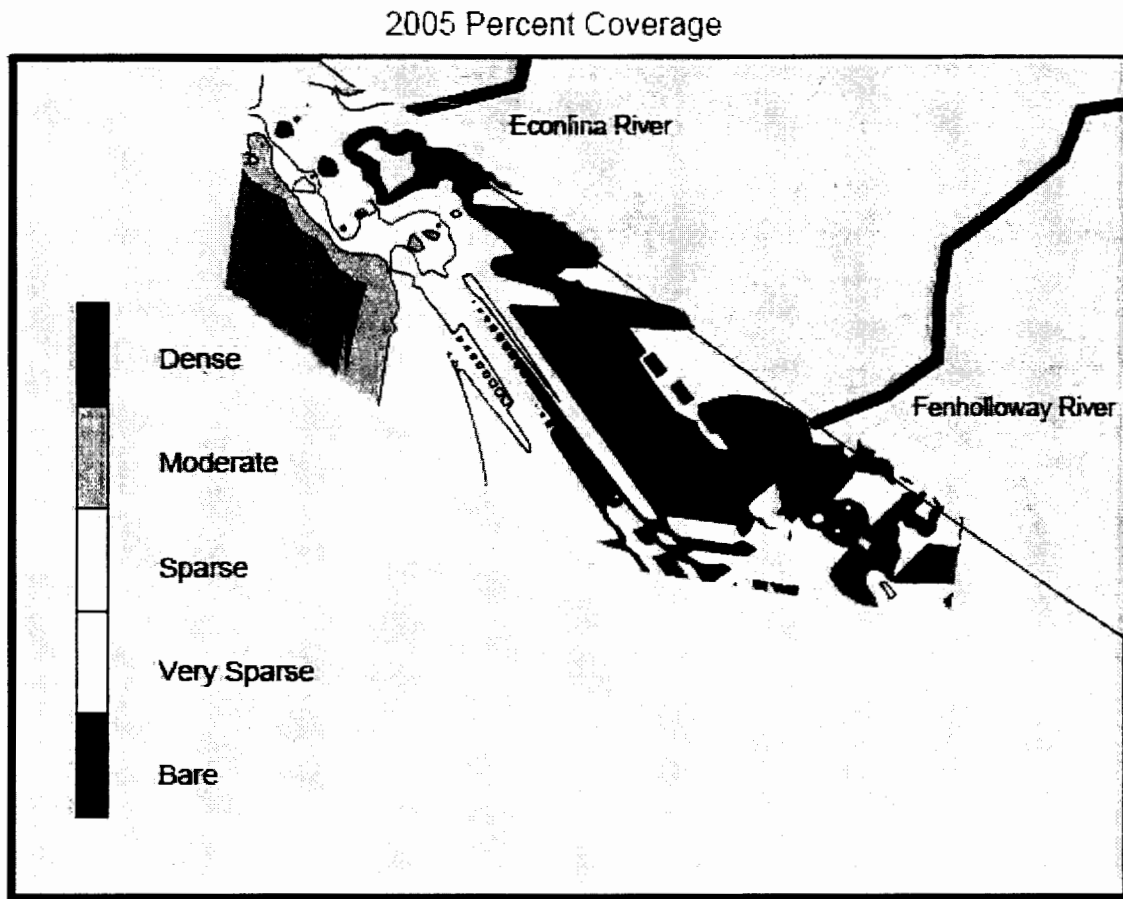 2005 Percent Coverage
Econfina River
Fenholloway River
Dense
Moderate
Sparse
Very Sparse
Bare